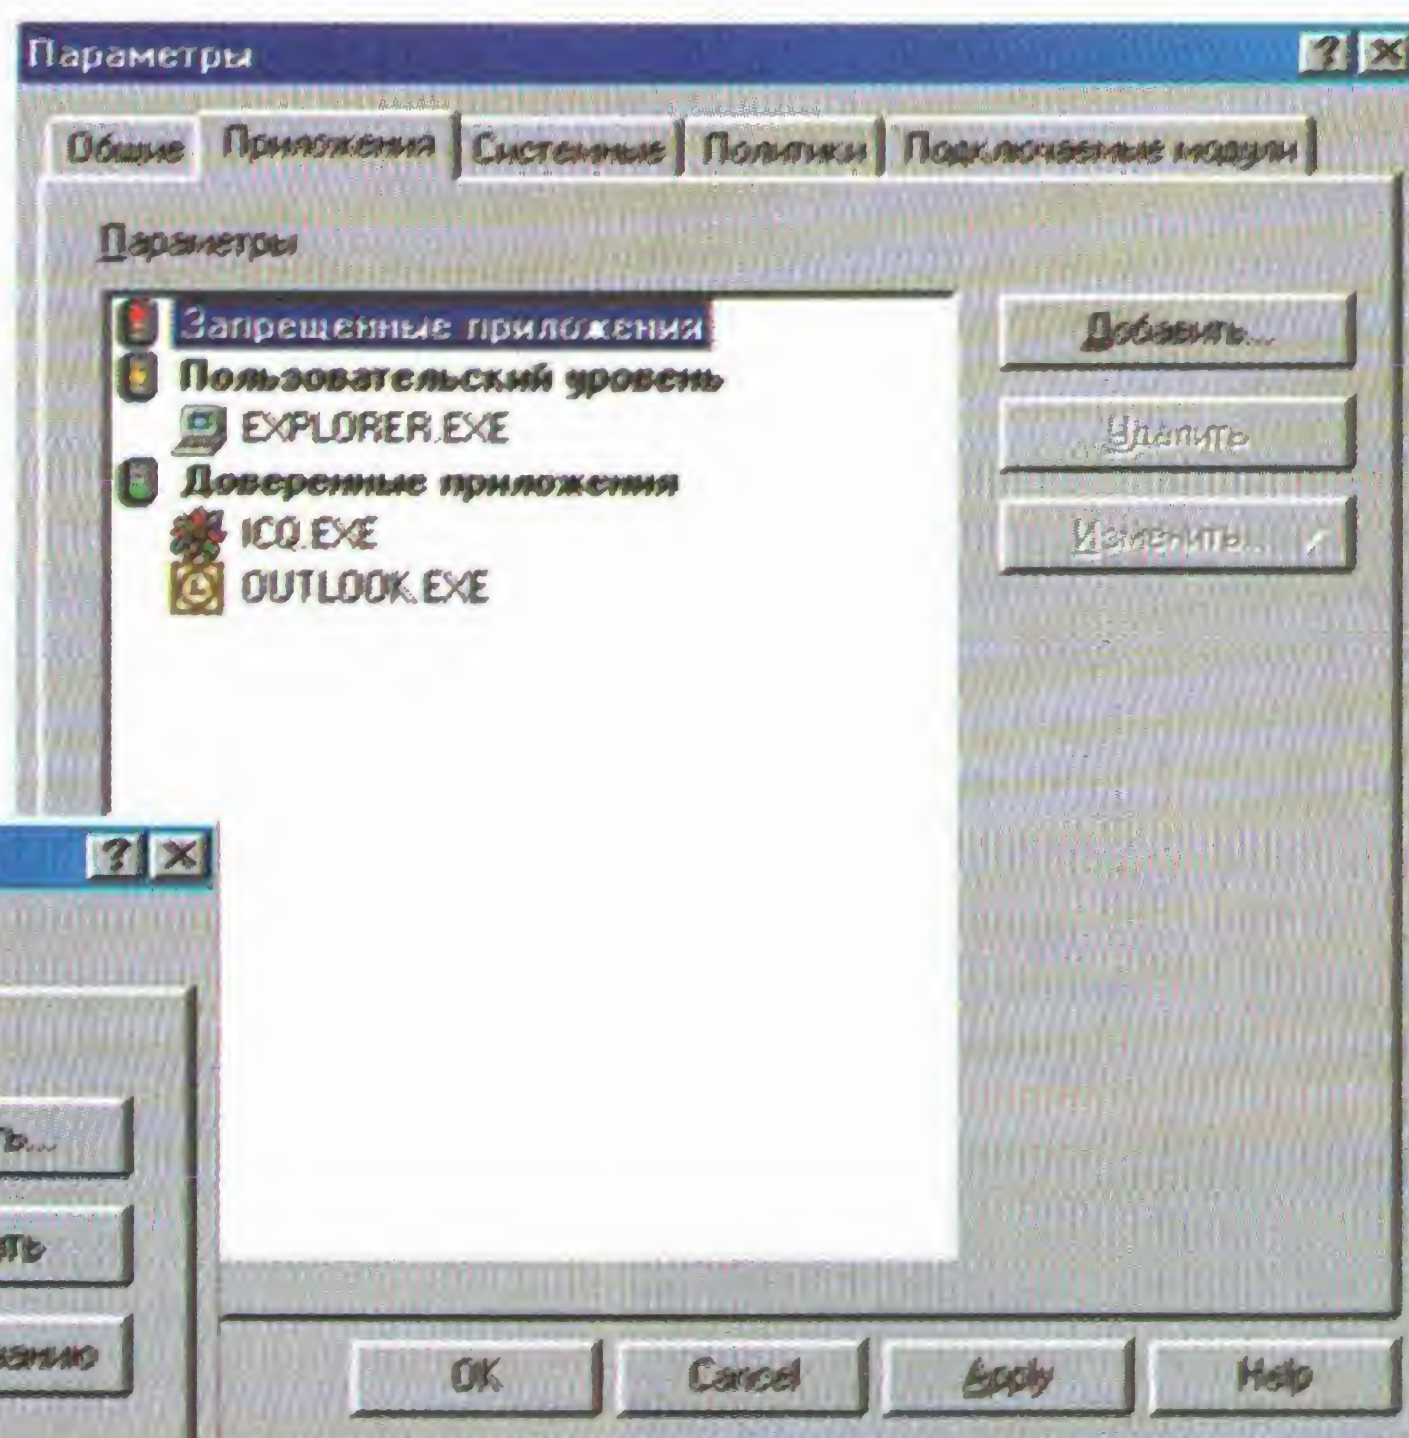 Параметры
Общие Приложения Системные Политики Подключаемые модули
Параметры
Запрещенные приложения
Пользовательский уровень
EXPLORER.EXE
Доверенные приложения
ICQ.EXE
OUTLOOK.EXE
Добавить...
Удалить
Изменить...
OK Cancel Apply Help